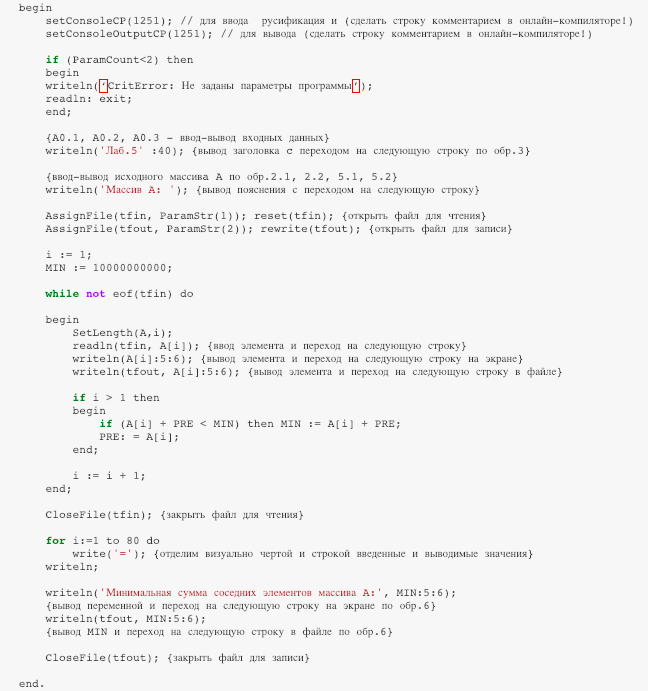 begin
setConsoleCP(1251); // для ввода русификация и (сделать строку комментарием в онлайн-компиляторе!)
setConsoleOutputCP(1251); // для вывода (сделать строку комментарием в онлайн-компиляторе!)
if (ParamCount<2) then
begin
writeln(‘CritError: Не заданы параметры программы’);
readln: exit;
end;
{A0.1, A0.2, A0.3 - ввод-вывод входных данных}
writeln('Лаб.5' :40); {вывод заголовка с переходом на следующую строку по обр.3}
{ввод-вывод исходного массива А по обр.2.1, 2.2, 5.1, 5.2}
writeln('Массив А: '); {вывод пояснения с переходом на следующую строку}
AssignFile(tfin, ParamStr(1)); reset(tfin); {открыть файл для чтения}
AssignFile(tfout, ParamStr(2)); rewrite(tfout); {открыть файл для записи}
i := 1;
MIN := 10000000000;
while not eof(tfin) do
begin
SetLength(A,i);
readln(tfin, A[i]); {ввод элемента и переход на следующую строку}
writeln(A[i]:5:6); {вывод элемента и переход на следующую строку на экране}
writeln(tfout, A[i]:5:6); {вывод элемента и переход на следующую строку в файле}
if i > 1 then
begin
if (A[i] + PRE < MIN) then MIN := A[i] + PRE;
PRE: = A[i];
end;
i := i + 1;
end;
CloseFile(tfin); {закрыть файл для чтения}
for i:=1 to 80 do
write('='); {отделим визуально чертой и строкой введенные и выводимые значения}
writeln;
writeln('Минимальная сумма соседних элементов массива А:', MIN:5:6);
{вывод переменной и переход на следующую строку на экране по обр.6}
writeln(tfout, MIN:5:6);
{вывод MIN и переход на следующую строку в файле по обр.6}
CloseFile(tfout); {закрыть файл для записи}
end.